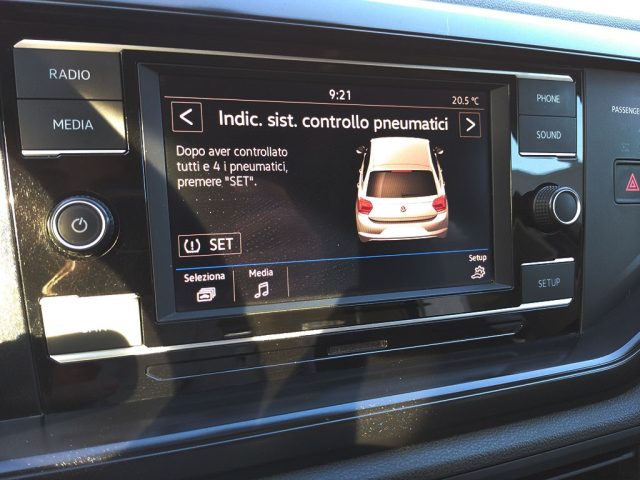 RADIO
MEDIA
9:21
20.5 °C
< Indic. sist. controllo pneumatici >
Dopo aver controllato
tutti e 4 i pneumatici,
premere "SET".
SET
Seleziona
Media
Setup
PHONE
SOUND
SETUP
PASSENGER